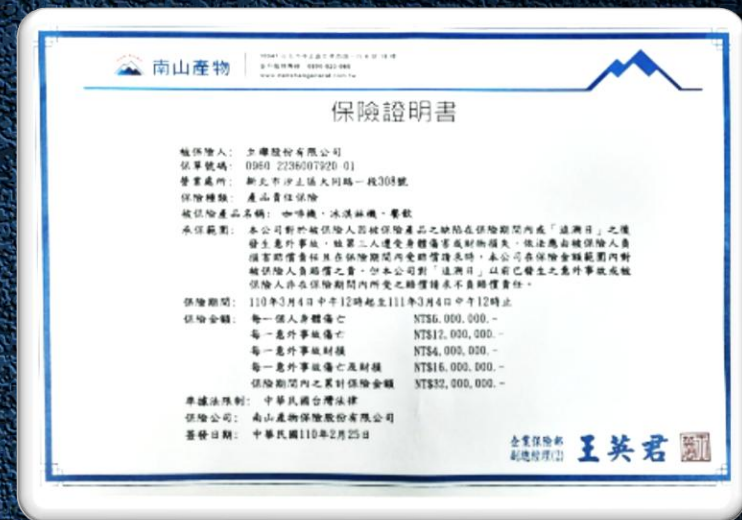 南山產物
www.nanshangeneral.com.tw
保險證明書
被保險人： 股份有限公司
保單號碼： 0960 2236007920 01
營業處所： 新北市汐止區大同路一段308號
保險種類： 產品責任保險
被保險產品名稱： 咖啡機、冰淇淋機、餐飲
承保範圍： 本公司對於被保險人因被保險產品之缺陷在保險期間內或「追溯日」之後
發生意外事故，致第三人遭受身體傷害或財物損失，依法應由被保險人負
損害賠償責任且在保險期間內受賠償請求時，本公司在保險金額範圍內對
被保險人負賠償之責。但本公司對「追溯日」以前已發生之意外事故或被
保險人非在保險期間內所受之賠償請求不負賠償責任。
保險期間： 110年3月4日中午12時起至111年3月4日中午12時止
保險金額： 每一個人身體傷亡 NT$6,000,000.-
每一意外事故傷亡 NT$12,000,000.-
每一意外事故財損 NT$4,000,000.-
每一意外事故傷亡及財損 NT$16,000,000.-
保險期間內之累計保險金額 NT$32,000,000.-
準據法限制： 中華民國台灣法律
保險公司： 南山產物保險股份有限公司
簽發日期： 中華民國110年2月25日
企業保險部
副總經理(2) 王英君